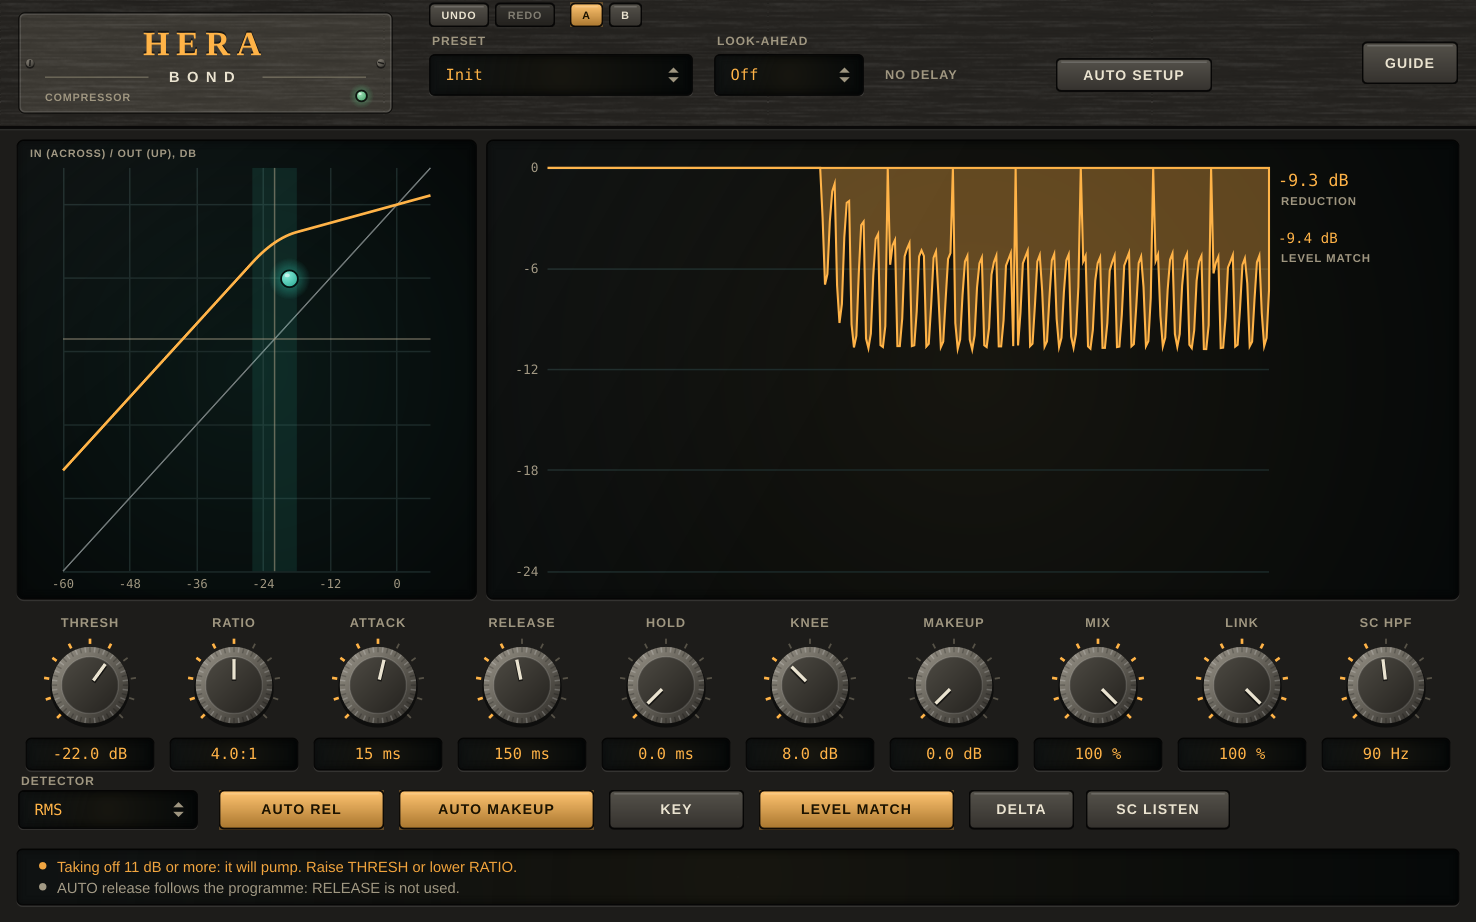 UNDO REDO A B
HERA
BOND
COMPRESSOR
PRESET
Init
LOOK-AHEAD
Off
NO DELAY
AUTO SETUP
GUIDE
IN (ACROSS) / OUT (UP), DB
-60 -48 -36 -24 -12 0
0
-6
-12
-18
-24
-9.3 dB
REDUCTION
-9.4 dB
LEVEL MATCH
THRESH RATIO ATTACK RELEASE HOLD KNEE MAKEUP MIX LINK SC HPF
-22.0 dB 4.0:1 15 ms 150 ms 0.0 ms 8.0 dB 0.0 dB 100 % 100 % 90 Hz
DETECTOR
RMS AUTO REL AUTO MAKEUP KEY LEVEL MATCH DELTA SC LISTEN
Taking off 11 dB or more: it will pump. Raise THRESH or lower RATIO.
AUTO release follows the programme: RELEASE is not used.